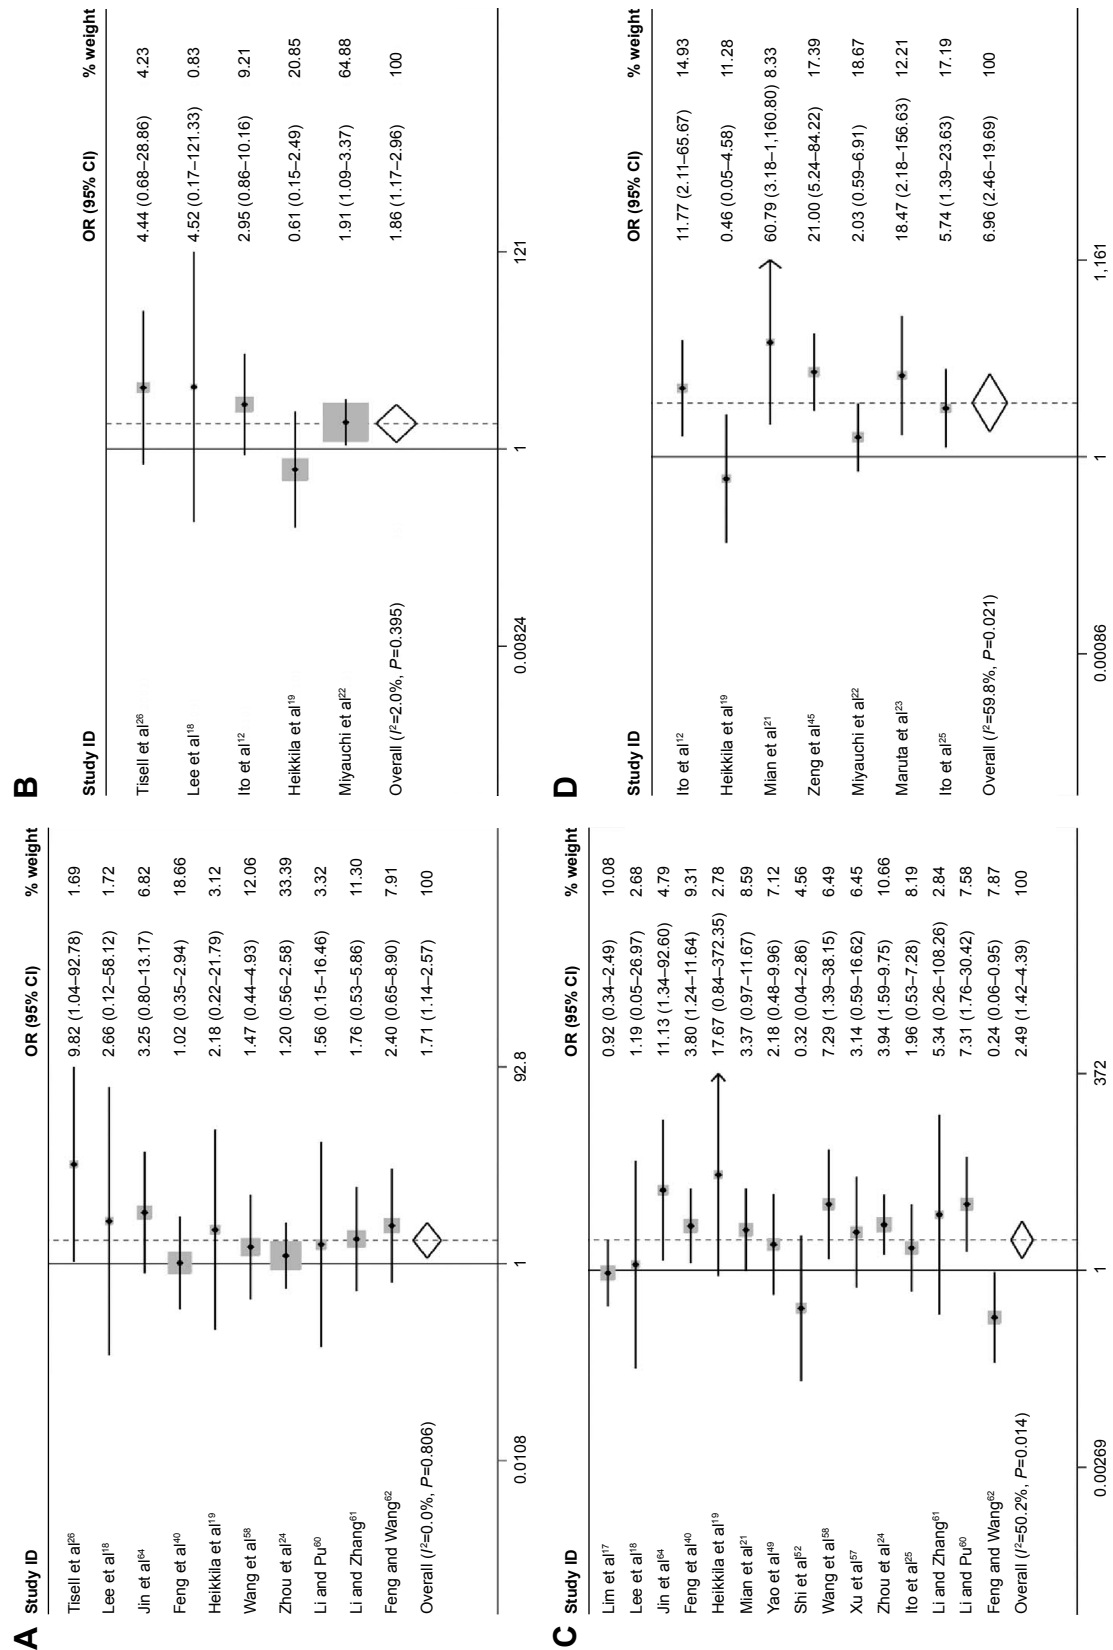 A
Study ID OR (95% CI) % weight
Tisell et al26 9.82 (1.04–92.78) 1.69
Lee et al18 2.66 (0.12–58.12) 1.72
Jin et al64 3.25 (0.80–13.17) 6.82
Feng et al40 1.02 (0.35–2.94) 18.66
Heikkila et al19 2.18 (0.22–21.79) 3.12
Wang et al58 1.47 (0.44–4.93) 12.06
Zhou et al24 1.20 (0.56–2.58) 33.39
Li and Pu60 1.56 (0.15–16.46) 3.32
Li and Zhang61 1.76 (0.53–5.86) 11.30
Feng and Wang62 2.40 (0.65–8.90) 7.91
Overall (I2=0.0%, P=0.806) 1.71 (1.14–2.57) 100
0.0108 1 92.8
B
Study ID OR (95% CI) % weight
Tisell et al26 4.44 (0.68–28.86) 4.23
Lee et al18 4.52 (0.17–121.33) 0.83
Ito et al12 2.95 (0.86–10.16) 9.21
Heikkila et al19 0.61 (0.15–2.49) 20.85
Miyauchi et al22 1.91 (1.09–3.37) 64.88
Overall (I2=2.0%, P=0.395) 1.86 (1.17–2.96) 100
0.00824 1 121
C
Study ID OR (95% CI) % weight
Lim et al17 0.92 (0.34–2.49) 10.08
Lee et al18 1.19 (0.05–26.97) 2.68
Jin et al64 11.13 (1.34–92.60) 4.79
Feng et al40 3.80 (1.24–11.64) 9.31
Heikkila et al19 17.67 (0.84–372.35) 2.78
Mian et al21 3.37 (0.97–11.67) 8.59
Yao et al49 2.18 (0.48–9.96) 7.12
Shi et al52 0.32 (0.04–2.86) 4.56
Wang et al58 7.29 (1.39–38.15) 6.49
Xu et al57 3.14 (0.59–16.62) 6.45
Zhou et al24 3.94 (1.59–9.75) 10.66
Ito et al25 1.96 (0.53–7.28) 8.19
Li and Zhang61 5.34 (0.26–108.26) 2.84
Li and Pu60 7.31 (1.76–30.42) 7.58
Feng and Wang62 0.24 (0.06–0.95) 7.87
Overall (I2=50.2%, P=0.014) 2.49 (1.42–4.39) 100
0.00269 1 372
D
Study ID OR (95% CI) % weight
Ito et al12 11.77 (2.11–65.67) 14.93
Heikkila et al19 0.46 (0.05–4.58) 11.28
Mian et al21 60.79 (3.18–1,160.80) 8.33
Zeng et al45 21.00 (5.24–84.22) 17.39
Miyauchi et al22 2.03 (0.59–6.91) 18.67
Maruta et al23 18.47 (2.18–156.63) 12.21
Ito et al25 5.74 (1.39–23.63) 17.19
Overall (I2=59.8%, P=0.021) 6.96 (2.46–19.69) 100
0.00086 1 1,161